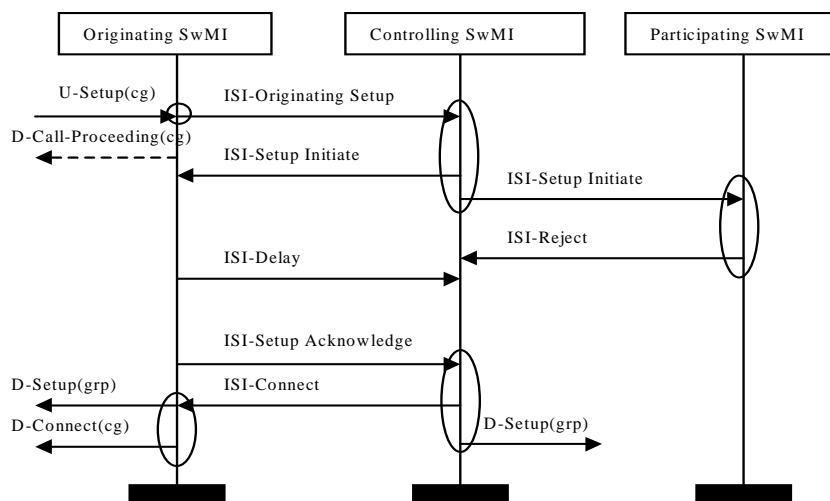 Originating SwMI
Controlling SwMI
Participating SwMI
U-Setup(cg)
ISI-Originating Setup
D-Call-Proceeding(cg)
ISI-Setup Initiate
ISI-Setup Initiate
ISI-Reject
ISI-Delay
ISI-Setup Acknowledge
D-Setup(grp)
ISI-Connect
D-Connect(cg)
D-Setup(grp)